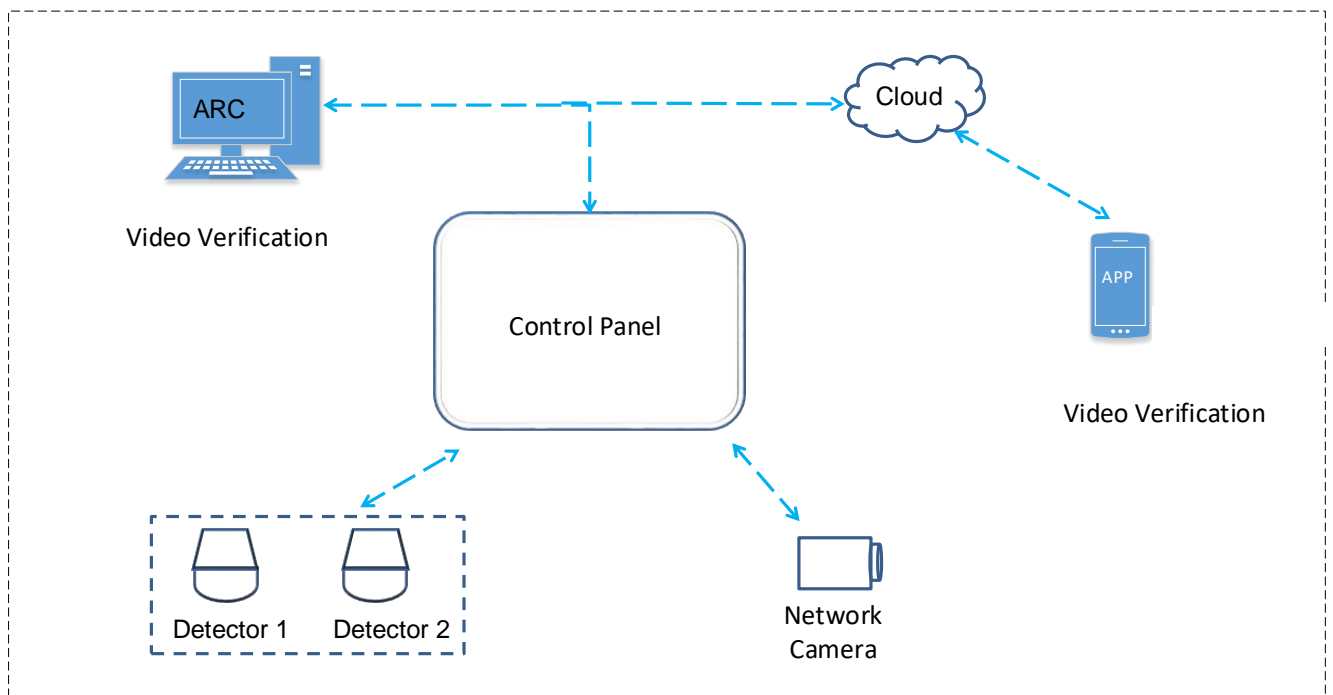 ARC
Cloud
Video Verification
APP
Control Panel
Video Verification
Detector 1
Detector 2
Network
Camera